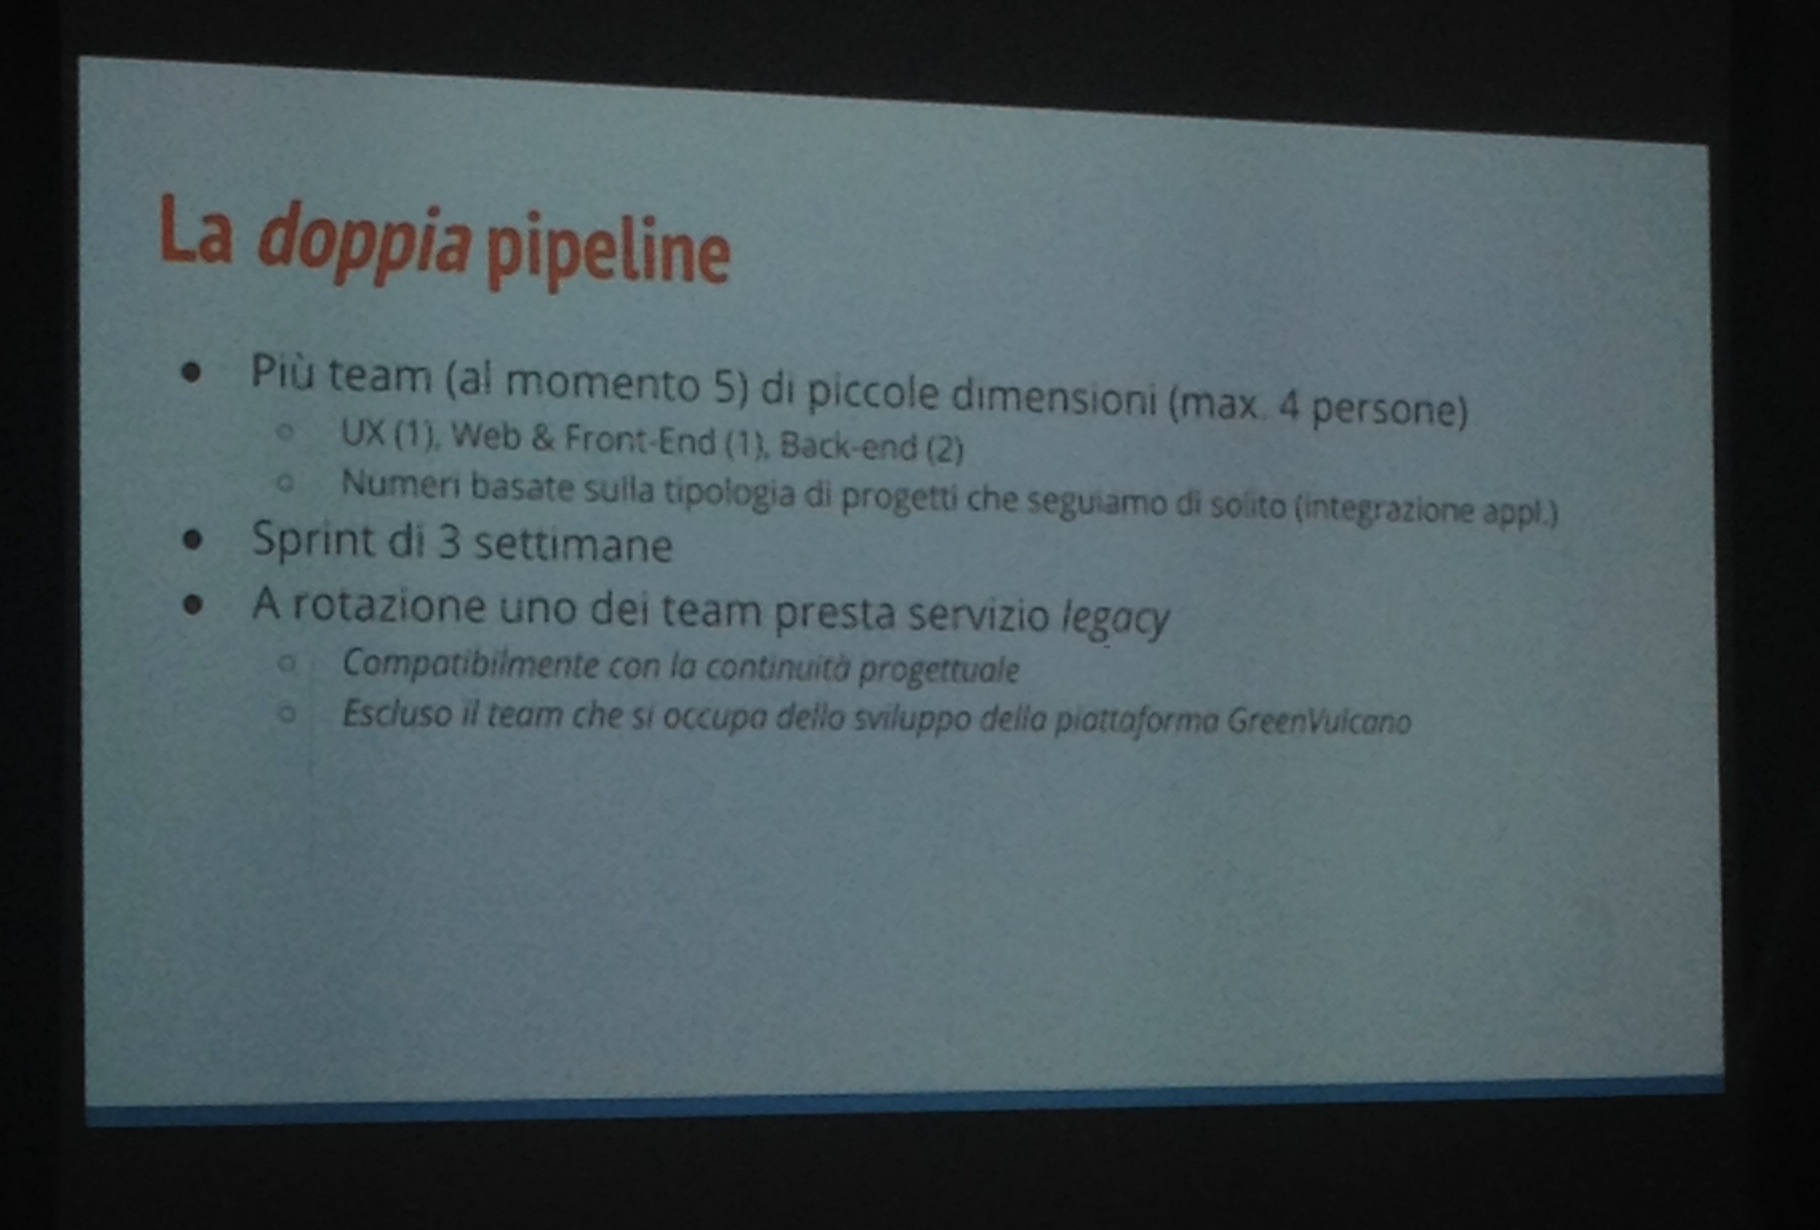 La doppia pipeline
Più team (al momento 5) di piccole dimensioni (max. 4 persone)
UX (1), Web & Front-End (1), Back-end (2)
Numeri basate sulla tipologia di progetti che seguiamo di solito (integrazione appl.)
Sprint di 3 settimane
A rotazione uno dei team presta servizio legacy
Compatibilmente con la continuità progettuale
Escluso il team che si occupa dello sviluppo della piattaforma GreenVulcano